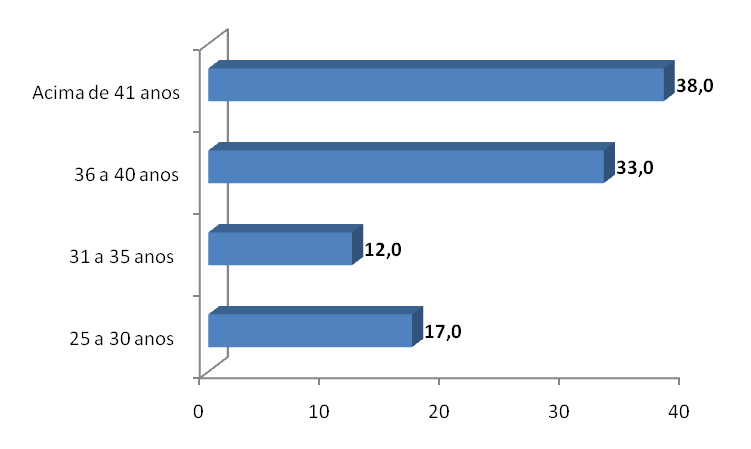 Acima de 41 anos
38,0
36 a 40 anos
33,0
31 a 35 anos
12,0
25 a 30 anos
17,0
0 10 20 30 40